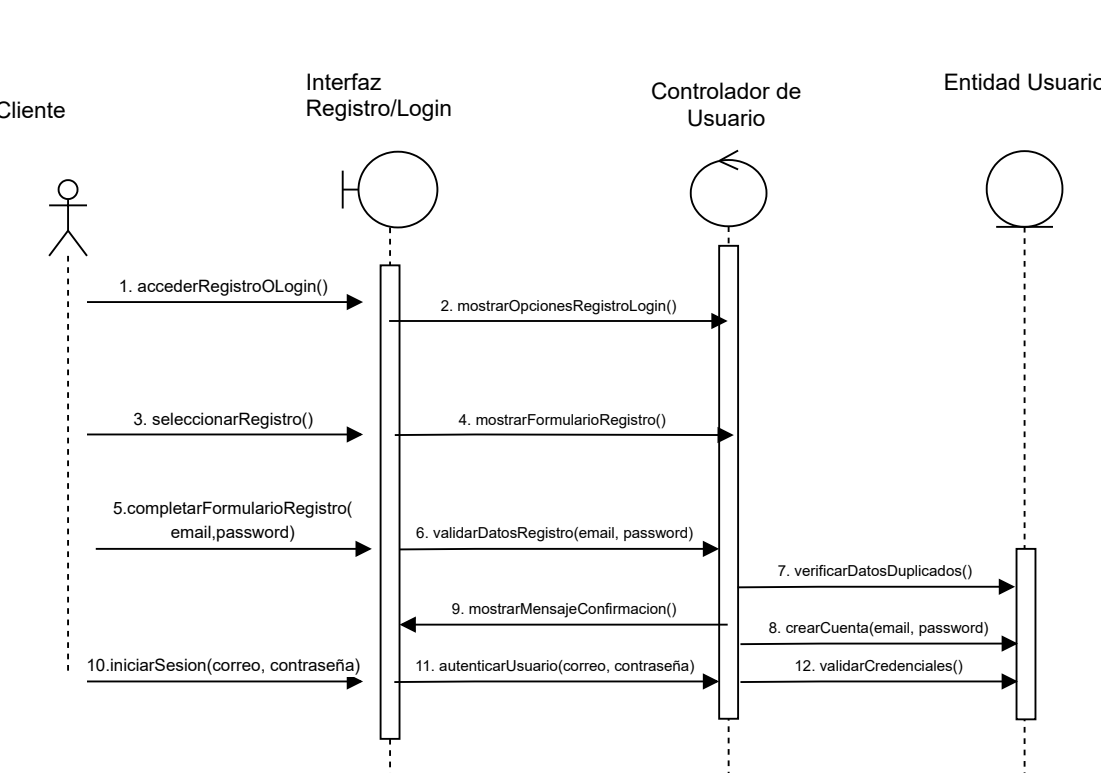 Cliente
Interfaz
Registro/Login
Controlador de
Usuario
Entidad Usuario
1. accederRegistroOLogin()
2. mostrarOpcionesRegistroLogin()
3. seleccionarRegistro()
4. mostrarFormularioRegistro()
5.completarFormularioRegistro(
email,password)
6. validarDatosRegistro(email, password)
7. verificarDatosDuplicados()
9. mostrarMensajeConfirmacion()
8. crearCuenta(email, password)
10.iniciarSesion(correo, contraseña)
11. autenticarUsuario(correo, contraseña)
12. validarCredenciales()